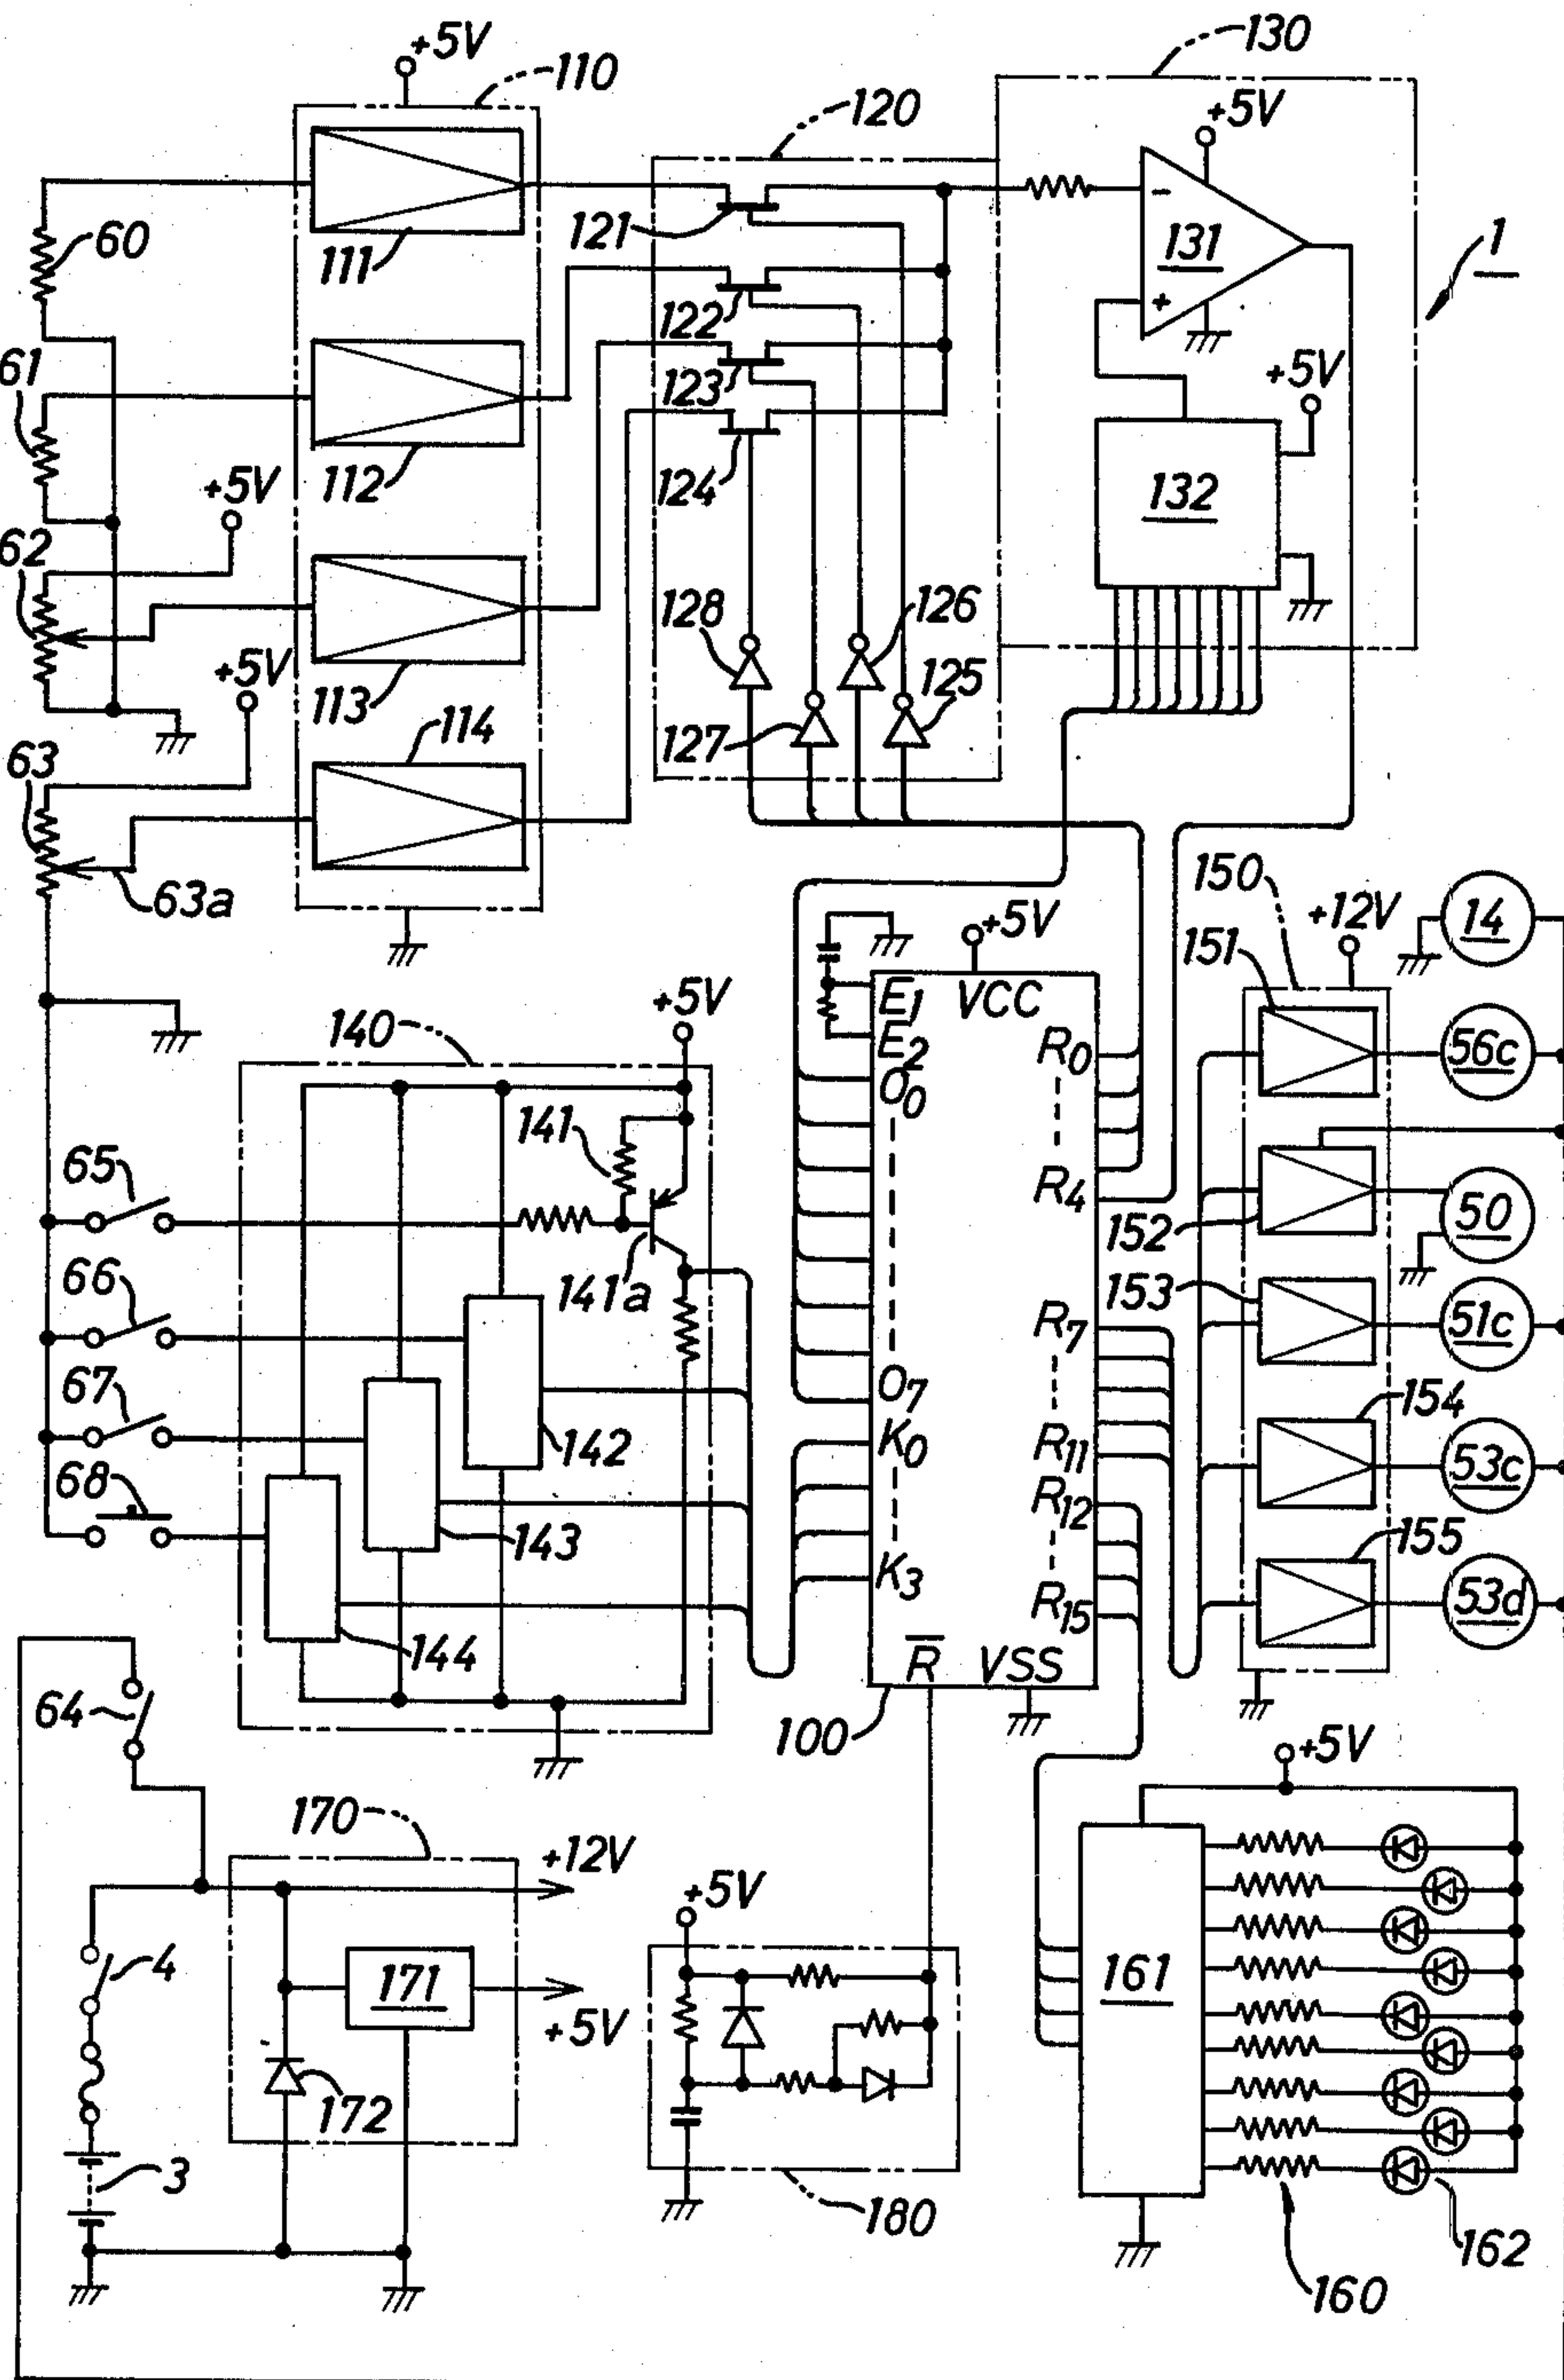 +5V
110
130
120
+5V
60
111
121
131
−
+
1
61
122
+5V
123
112
124
132
+5V
62
128
126
+5V
113
125
127
114
63
63a
150
14
+12V
+5V
151
E1
VCC
E2
140
+5V
R0
56c
O0
141
65
R4
152
50
141a
66
153
R7
51c
67
O7
154
K0
142
R11
53c
68
R12
143
155
K3
R15
53d
144
R
VSS
64
100
+5V
170
+12V
+5V
4
171
161
+5V
172
3
180
162
160